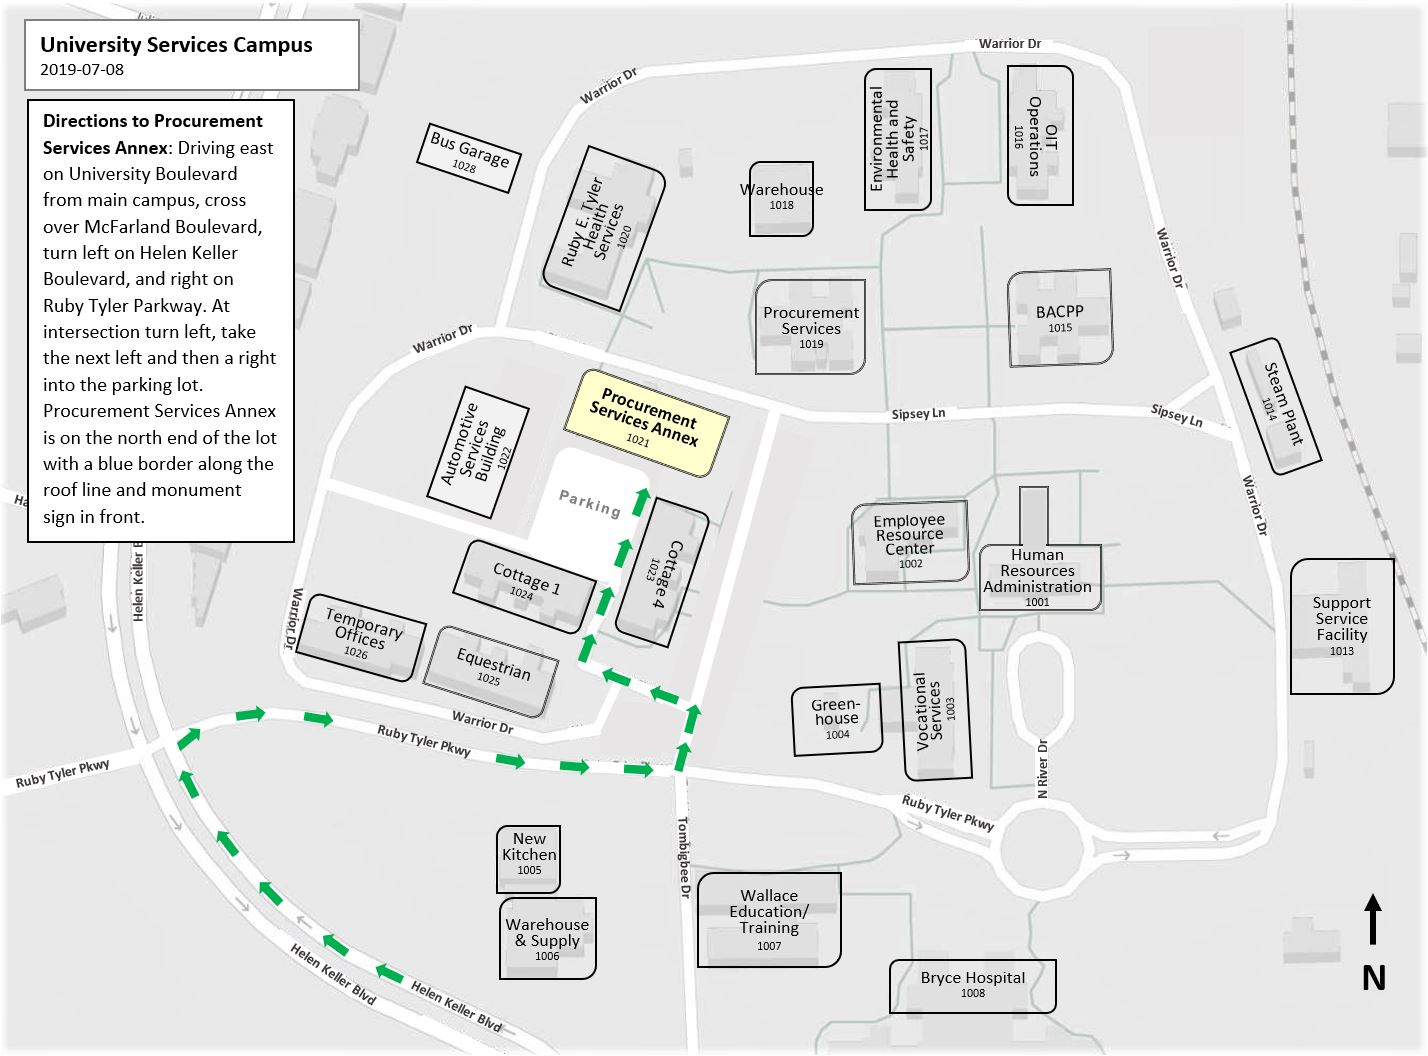 University Services Campus
2019-07-08
Directions to Procurement
Services Annex: Driving east
on University Boulevard
from main campus, cross
over McFarland Boulevard,
turn left on Helen Keller
Boulevard, and right on
Ruby Tyler Parkway. At
intersection turn left, take
the next left and then a right
into the parking lot.
Procurement Services Annex
is on the north end of the lot
with a blue border along the
roof line and monument
sign in front.
Warrior Dr
Warrior Dr
Bus Garage
1028
Ruby E. Tyler
Health
Services
1020
Warehouse
1018
Environmental
Health and
Safety
1017
OIT
Operations
1016
Warrior Dr
Procurement
Services
1019
BACPP
1015
Warrior Dr
Steam Plant
1014
Sipsey Ln
Sipsey Ln
Procurement
Services Annex
1021
Automotive
Services
Building
1022
Parking
Warrior Dr
Employee
Resource
Center
1002
Human
Resources
Administration
1001
Cottage 4
1023
Cottage 1
1024
Support
Service
Facility
1013
Helen Keller B
Warrior Dr
Temporary
Offices
1026
Equestrian
1025
Green-
house
1004
Vocational
Services
1003
Warrior Dr
Ruby Tyler Pkwy
Ruby Tyler Pkwy
N River Dr
Ruby Tyler Pkwy
New
Kitchen
1005
Tombigbee Dr
Warehouse
& Supply
1006
Wallace
Education/
Training
1007
Bryce Hospital
1008
Helen Keller Blvd
Helen Keller Blvd
N